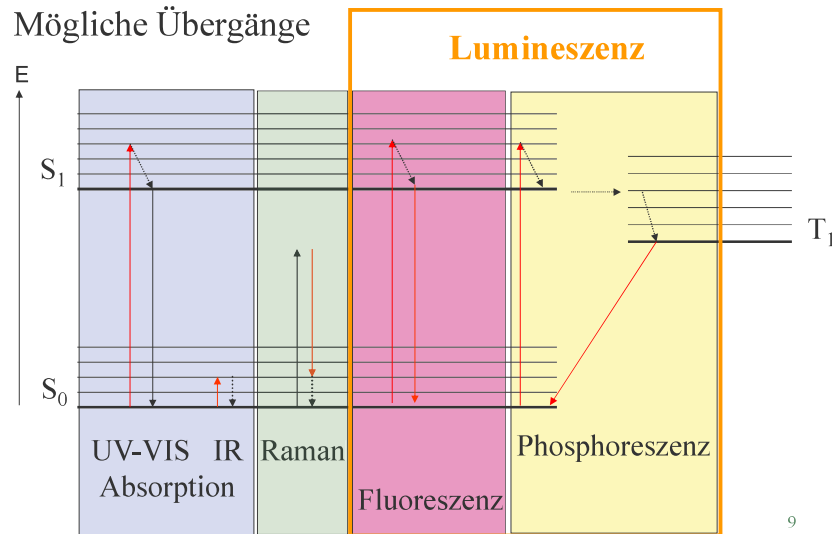 Mögliche Übergänge
Lumineszenz
E
S₁
T₁
S₀
UV-VIS IR
Absorption
Raman
Fluoreszenz
Phosphoreszenz
9